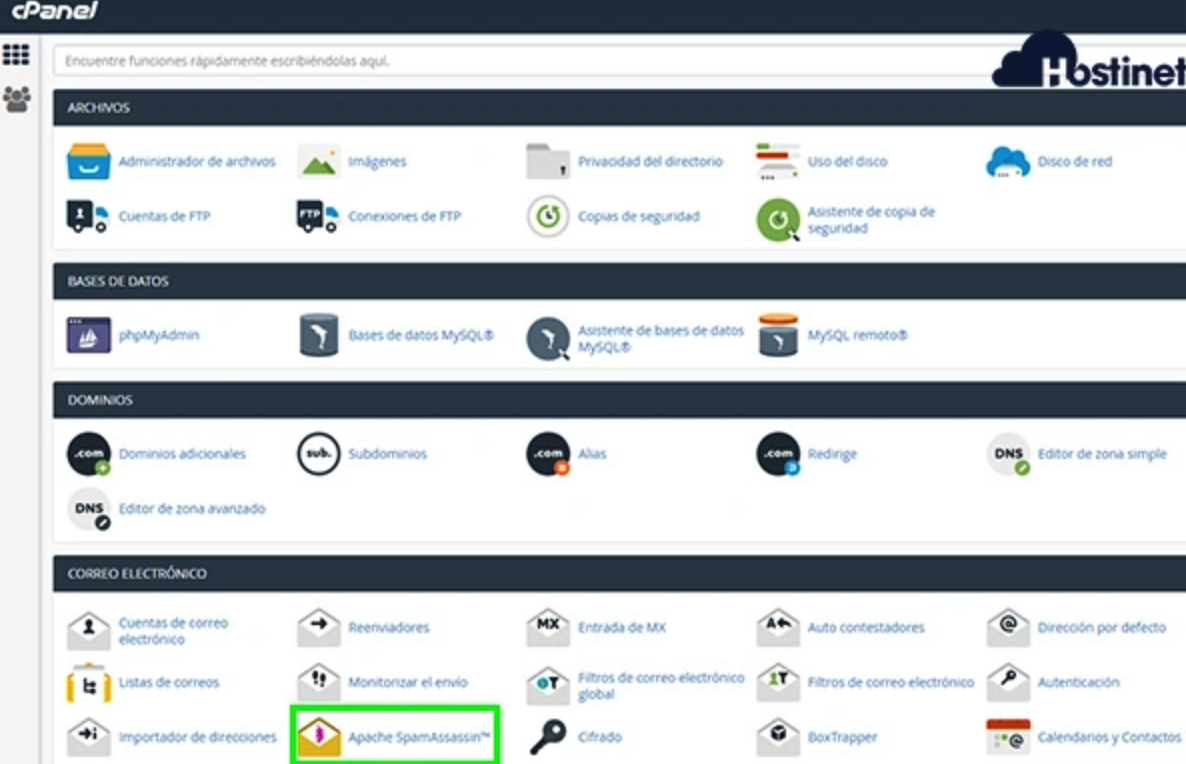 cPanel
Encuentre funciones rápidamente escribiéndolas aquí.
Hostinet
ARCHIVOS
Administrador de archivos
Imágenes
Privacidad del directorio
Uso del disco
Disco de red
Cuentas de FTP
FTP
Conexiones de FTP
Copias de seguridad
Asistente de copia de
seguridad
BASES DE DATOS
phpMyAdmin
Bases de datos MySQL®
Asistente de bases de datos
MySQL®
MySQL remoto®
DOMINIOS
.com
Dominios adicionales
sub.
Subdominios
.com
Alias
.com
Redirige
DNS
Editor de zona simple
DNS
Editor de zona avanzado
CORREO ELECTRÓNICO
Cuentas de correo
electrónico
Reenviadores
MX
Entrada de MX
A
Auto contestadores
@
Dirección por defecto
Listas de correos
Monitorizar el envío
Filtros de correo electrónico
global
Filtros de correo electrónico
Autenticación
Importador de direcciones
Apache SpamAssassin™
Cifrado
BoxTrapper
@
Calendarios y Contactos